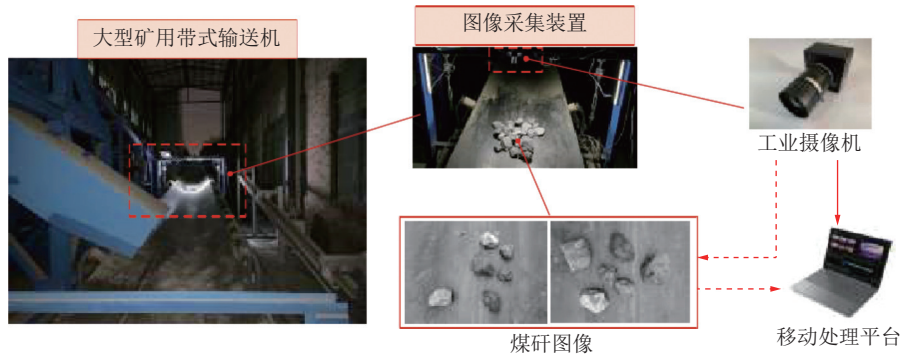 大型矿用带式输送机
图像采集装置
工业摄像机
煤矸图像
移动处理平台